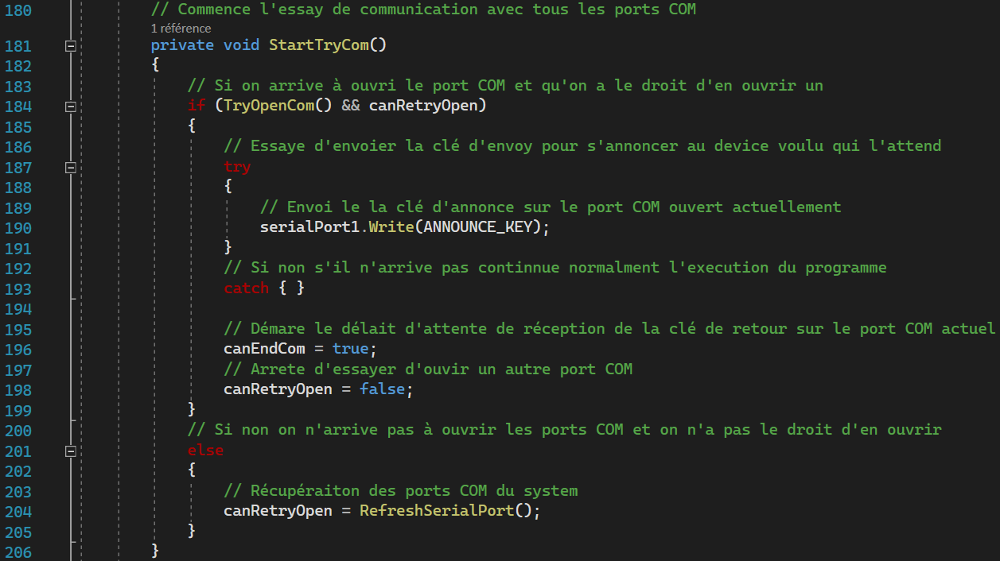 180 // Commence l'essay de communication avec tous les ports COM
1 référence
181 private void StartTryCom()
182 {
183 // Si on arrive à ouvri le port COM et qu'on a le droit d'en ouvrir un
184 if (TryOpenCom() && canRetryOpen)
185 {
186 // Essaye d'envoier la clé d'envoy pour s'annoncer au device voulu qui l'attend
187 try
188 {
189 // Envoi le la clé d'annonce sur le port COM ouvert actuellement
190 serialPort1.Write(ANNOUNCE_KEY);
191 }
192 // Si non s'il n'arrive pas continue normalment l'execution du programme
193 catch { }
194
195 // Démare le délait d'attente de réception de la clé de retour sur le port COM actuel
196 canEndCom = true;
197 // Arrete d'essayer d'ouvir un autre port COM
198 canRetryOpen = false;
199 }
200 // Si non on n'arrive pas à ouvrir les ports COM et on n'a pas le droit d'en ouvrir
201 else
202 {
203 // Récupéraiton des ports COM du system
204 canRetryOpen = RefreshSerialPort();
205 }
206 }